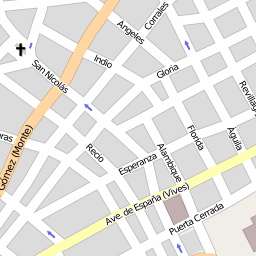 Corrales
Angeles
Indio
Gloria
San Nicolás
Revillagi
Florida
Aguila
Alambique
Recio
Esperanza
Gómez (Monte)
Ave. de España (Vives)
Puerta Cerrada